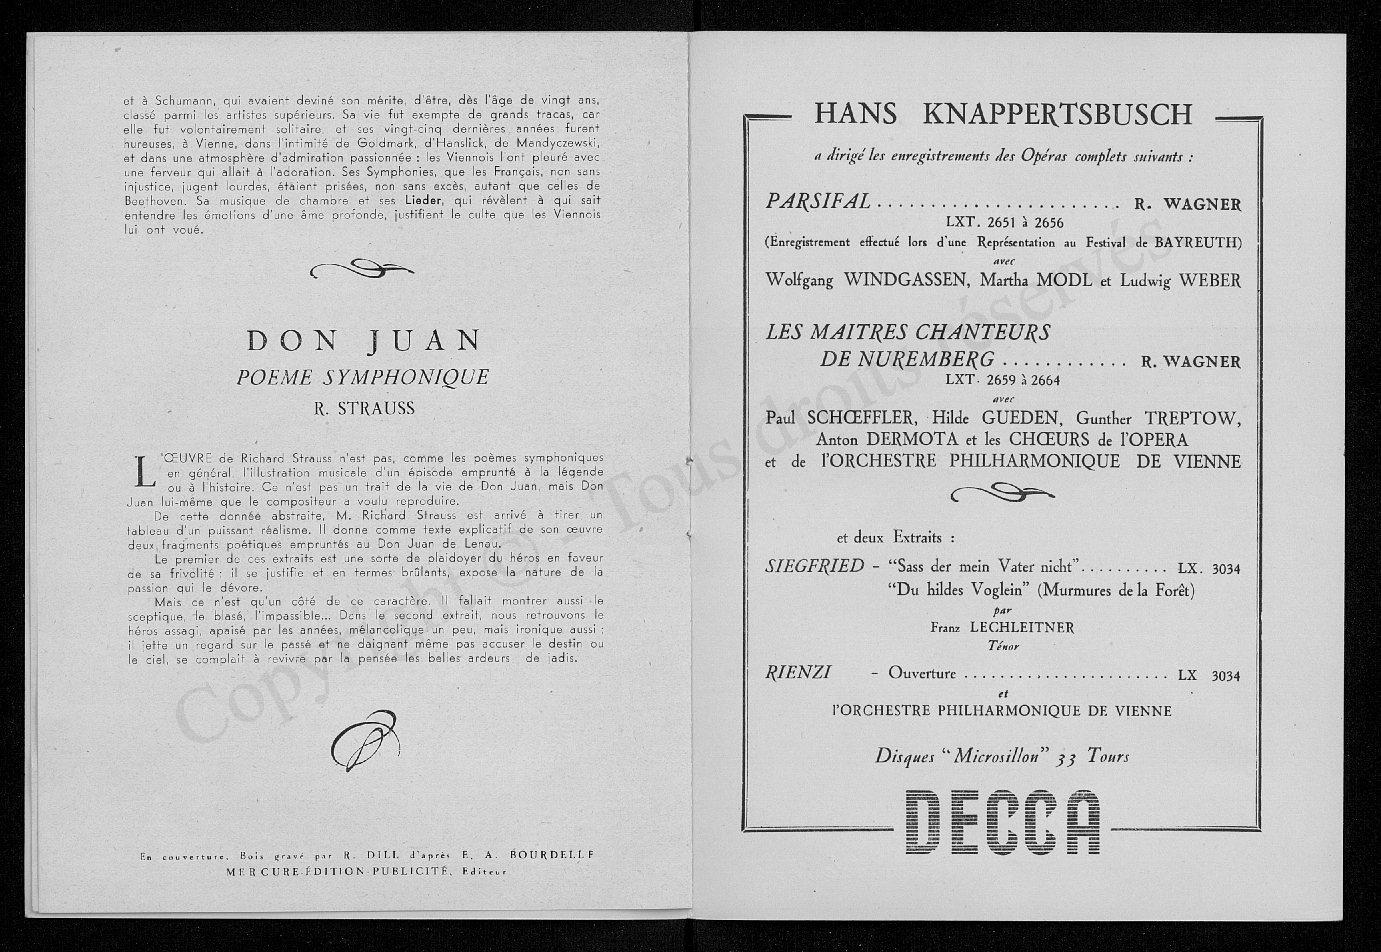 et à Schumann, qui avaient deviné son mérite, d'être, dès l'âge de vingt ans,
classé parmi les artistes supérieurs. Sa vie fut exempte de grands tracas, car
elle fut volontairement solitaire, et ses vingt-cinq dernières années furent
hureuses, à Vienne, dans l'intimité de Goldmark, d'Hanslick, de Mandyczewski,
et dans une atmosphère d'admiration passionnée : les Viennois l'ont pleuré avec
une ferveur qui allait à l'adoration. Ses Symphonies, que les Français, non sans
injustice, jugent lourdes, étaient prisées, non sans excès, autant que celles de
Beethoven. Sa musique de chambre et ses Lieder, qui révèlent à qui sait
entendre les émotions d'une âme profonde, justifient le culte que les Viennois
lui ont voué.
DON JUAN
POEME SYMPHONIQUE
R. STRAUSS
L'ŒUVRE de Richard Strauss n'est pas, comme les poèmes symphoniques
en général l'illustration musicale d'un épisode emprunté à la légende
ou à l'histoire. Ce n'est pas un trait de la vie de Don Juan, mais Don
Juan lui-même que le compositeur a voulu reproduire.
De cette donnée abstraite, M. Richard Strauss est arrivé à tirer un
tableau d'un puissant réalisme. Il donne comme texte explicatif de son œuvre
deux fragments poétiques empruntés au Don Juan de Lenau.
Le premier de ces extraits est une sorte de plaidoyer du héros en faveur
de sa frivolité : il se justifie et en termes brûlants, expose la nature de la
passion qui le dévore.
Mais ce n'est qu'un côté de ce caractère. Il fallait montrer aussi le
sceptique, le blasé, l'impassible... Dans le second extrait, nous retrouvons le
héros assagi, apaisé par les années, mélancolique un peu, mais ironique aussi ;
il jette un regard sur le passé et ne daignant même pas accuser le destin ou
le ciel, se complait à revivre par la pensée les belles ardeurs de jadis.
En couverture. Bois gravé par R. DILL d'après E. A. BOURDELLE
MERCURE-ÉDITION-PUBLICITÉ, Éditeur
HANS KNAPPERTSBUSCH
a dirigé les enregistrements des Opéras complets suivants :
PARSIFAL ....................... R. WAGNER
LXT. 2651 à 2656
(Enregistrement effectué lors d'une Représentation au Festival de BAYREUTH)
avec
Wolfgang WINDGASSEN, Martha MODL et Ludwig WEBER
LES MAITRES CHANTEURS
DE NUREMBERG ............ R. WAGNER
LXT. 2659 à 2664
avec
Paul SCHŒFFLER, Hilde GUEDEN, Gunther TREPTOW,
Anton DERMOTA et les CHŒURS de l'OPERA
et de l'ORCHESTRE PHILHARMONIQUE DE VIENNE
et deux Extraits :
SIEGFRIED - “Sass der mein Vater nicht”.......... LX. 3034
“Du hildes Voglein” (Murmures de la Forêt)
par
Franz LECHLEITNER
Ténor
RIENZI - Ouverture ....................... LX 3034
et
l'ORCHESTRE PHILHARMONIQUE DE VIENNE
Disques “Microsillon” 33 Tours
DECCA
Copyright © Tous droits réservés